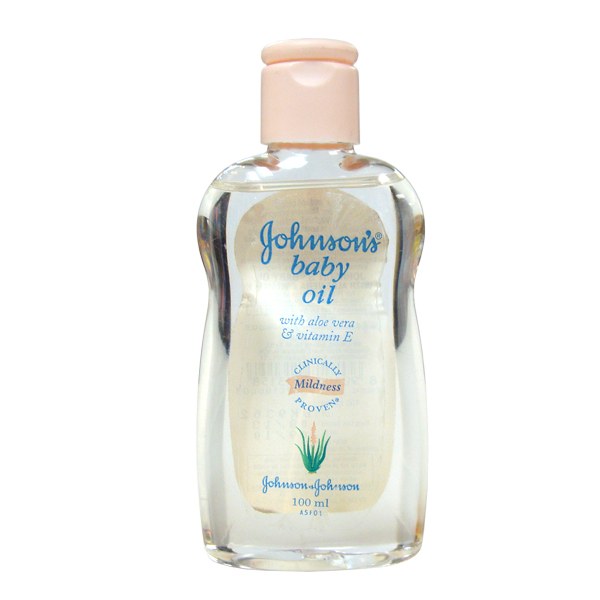 Johnson's®
baby
oil
with aloe vera
& vitamin E
CLINICALLY
Mildness
PROVEN®
Johnson & Johnson
100 ml